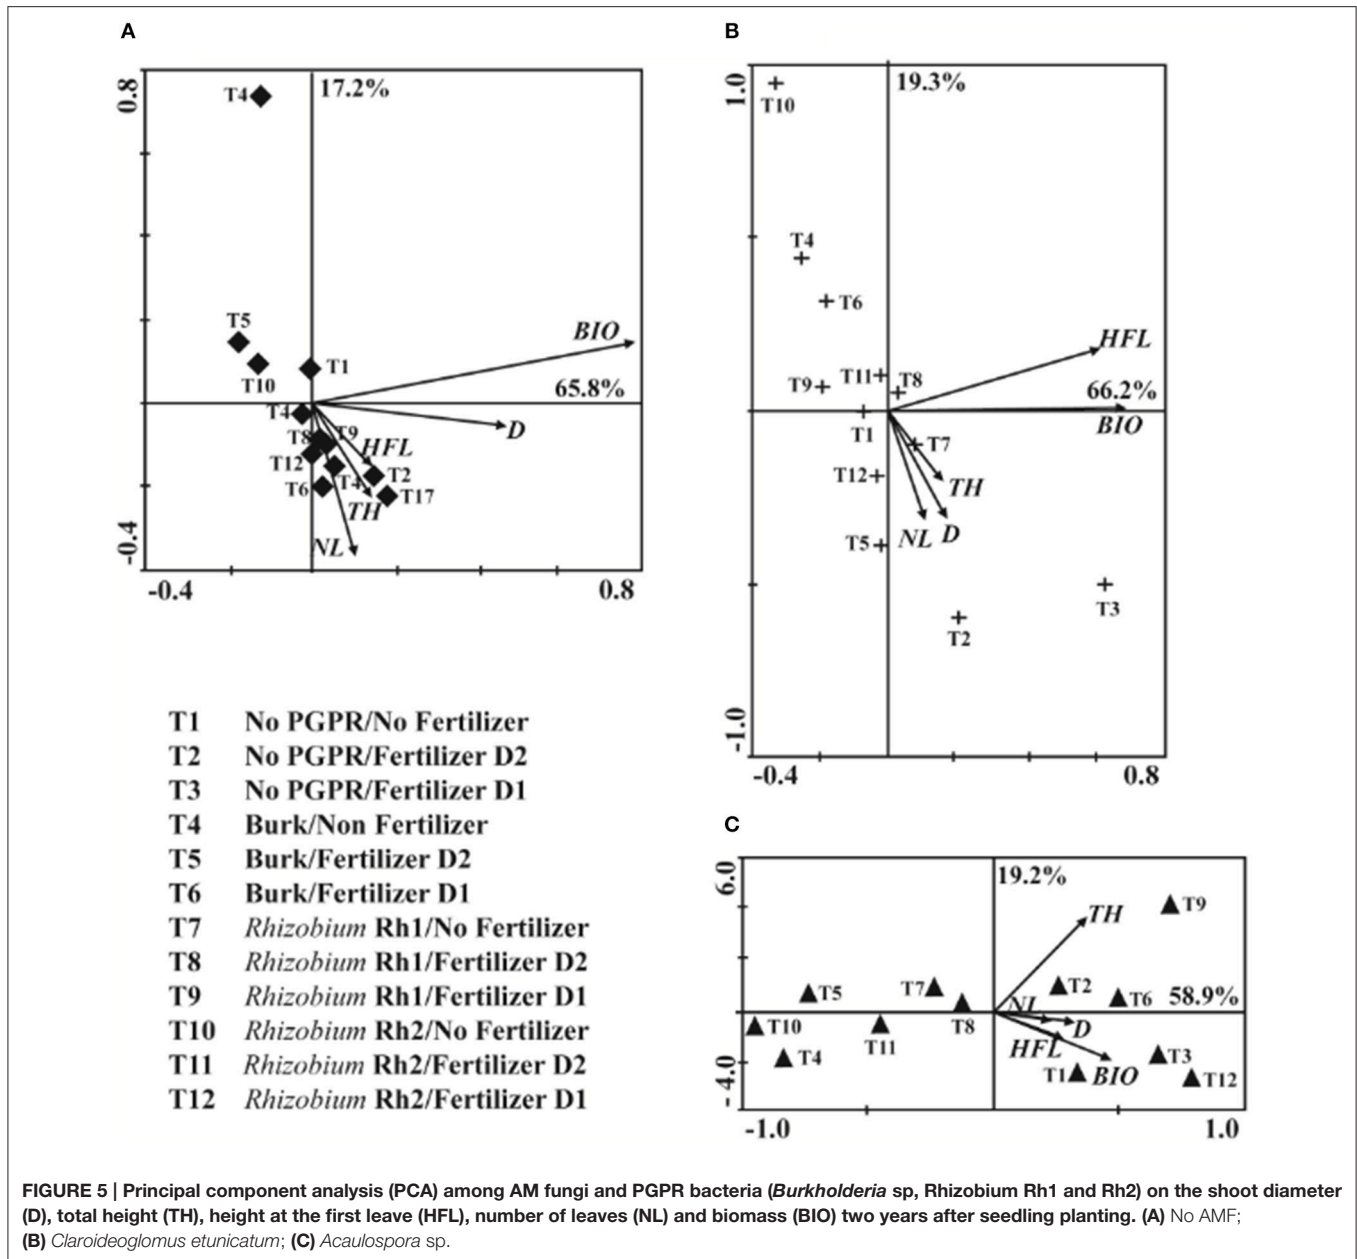 A
0.8
17.2%
T4
T5
T10
T1
BIO
65.8%
D
T4
T8
T9
HFL
T12
T4
T2
T6
T17
TH
NL
-0.4
-0.4
0.8
B
1.0
19.3%
T10
T4
T6
HFL
T11
T8
T9
66.2%
BIO
T1
T7
T12
TH
T5
NL
D
T3
T2
-1.0
-0.4
0.8
T1 No PGPR/No Fertilizer
T2 No PGPR/Fertilizer D2
T3 No PGPR/Fertilizer D1
T4 Burk/Non Fertilizer
T5 Burk/Fertilizer D2
T6 Burk/Fertilizer D1
T7 Rhizobium Rh1/No Fertilizer
T8 Rhizobium Rh1/Fertilizer D2
T9 Rhizobium Rh1/Fertilizer D1
T10 Rhizobium Rh2/No Fertilizer
T11 Rhizobium Rh2/Fertilizer D2
T12 Rhizobium Rh2/Fertilizer D1
C
6.0
19.2%
TH
T9
T5
T7
T2
T6
58.9%
NL
T10
T11
T8
D
T4
HFL
T3
T1
BIO
T12
-4.0
-1.0
1.0
FIGURE 5 | Principal component analysis (PCA) among AM fungi and PGPR bacteria (Burkholderia sp, Rhizobium Rh1 and Rh2) on the shoot diameter
(D), total height (TH), height at the first leave (HFL), number of leaves (NL) and biomass (BIO) two years after seedling planting. (A) No AMF;
(B) Claroideoglomus etunicatum; (C) Acaulospora sp.